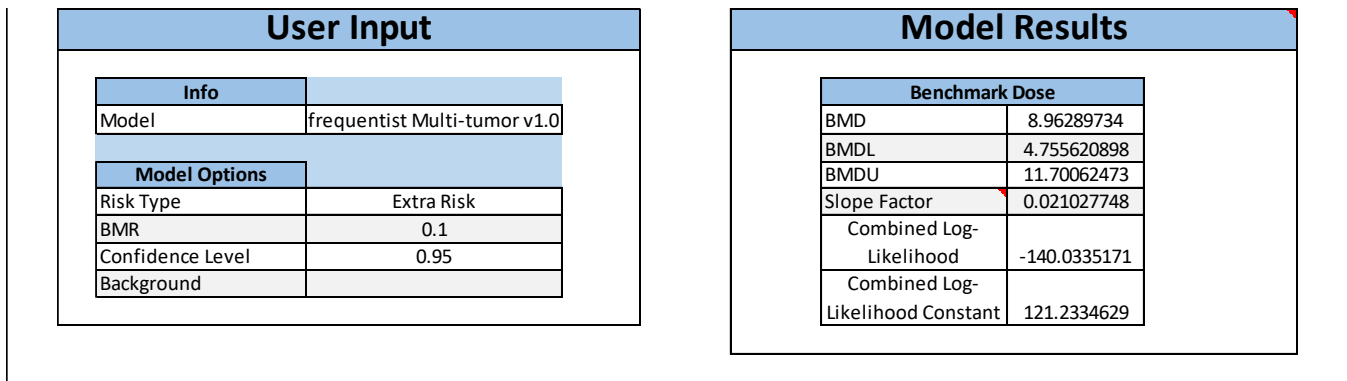 User Input
Info
Model frequentist Multi-tumor v1.0
Model Options
Risk Type Extra Risk
BMR 0.1
Confidence Level 0.95
Background
Model Results
Benchmark Dose
BMD 8.96289734
BMDL 4.755620898
BMDU 11.70062473
Slope Factor 0.021027748
Combined Log-
Likelihood -140.0335171
Combined Log-
Likelihood Constant 121.2334629